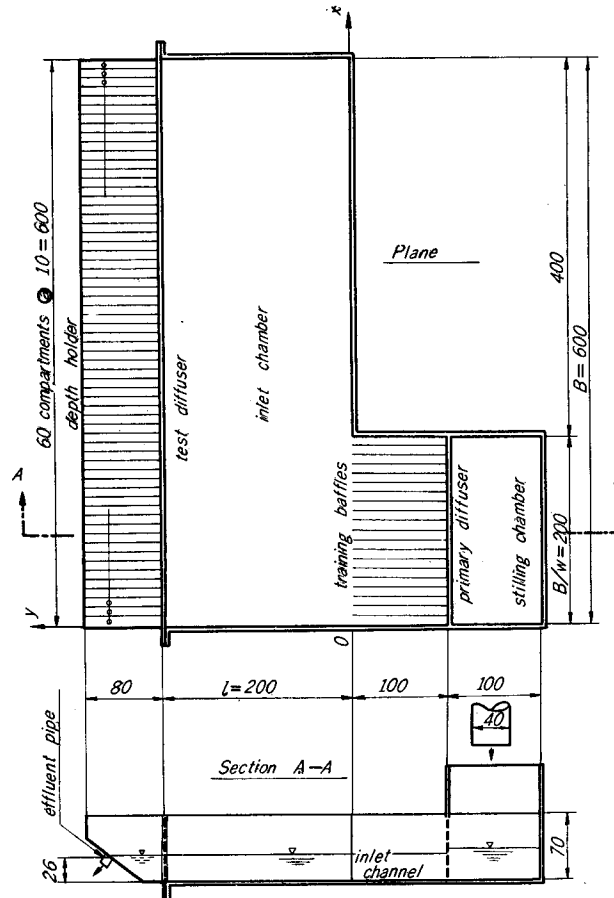 x
60 compartments @ 10 = 600
depth holder
test diffuser
inlet chamber
Plane
400
B = 600
A
training baffles
primary diffuser
stilling chamber
B/w=200
y
0
80
l=200
100
100
effluent pipe
Section A-A
40
26
inlet
channel
70